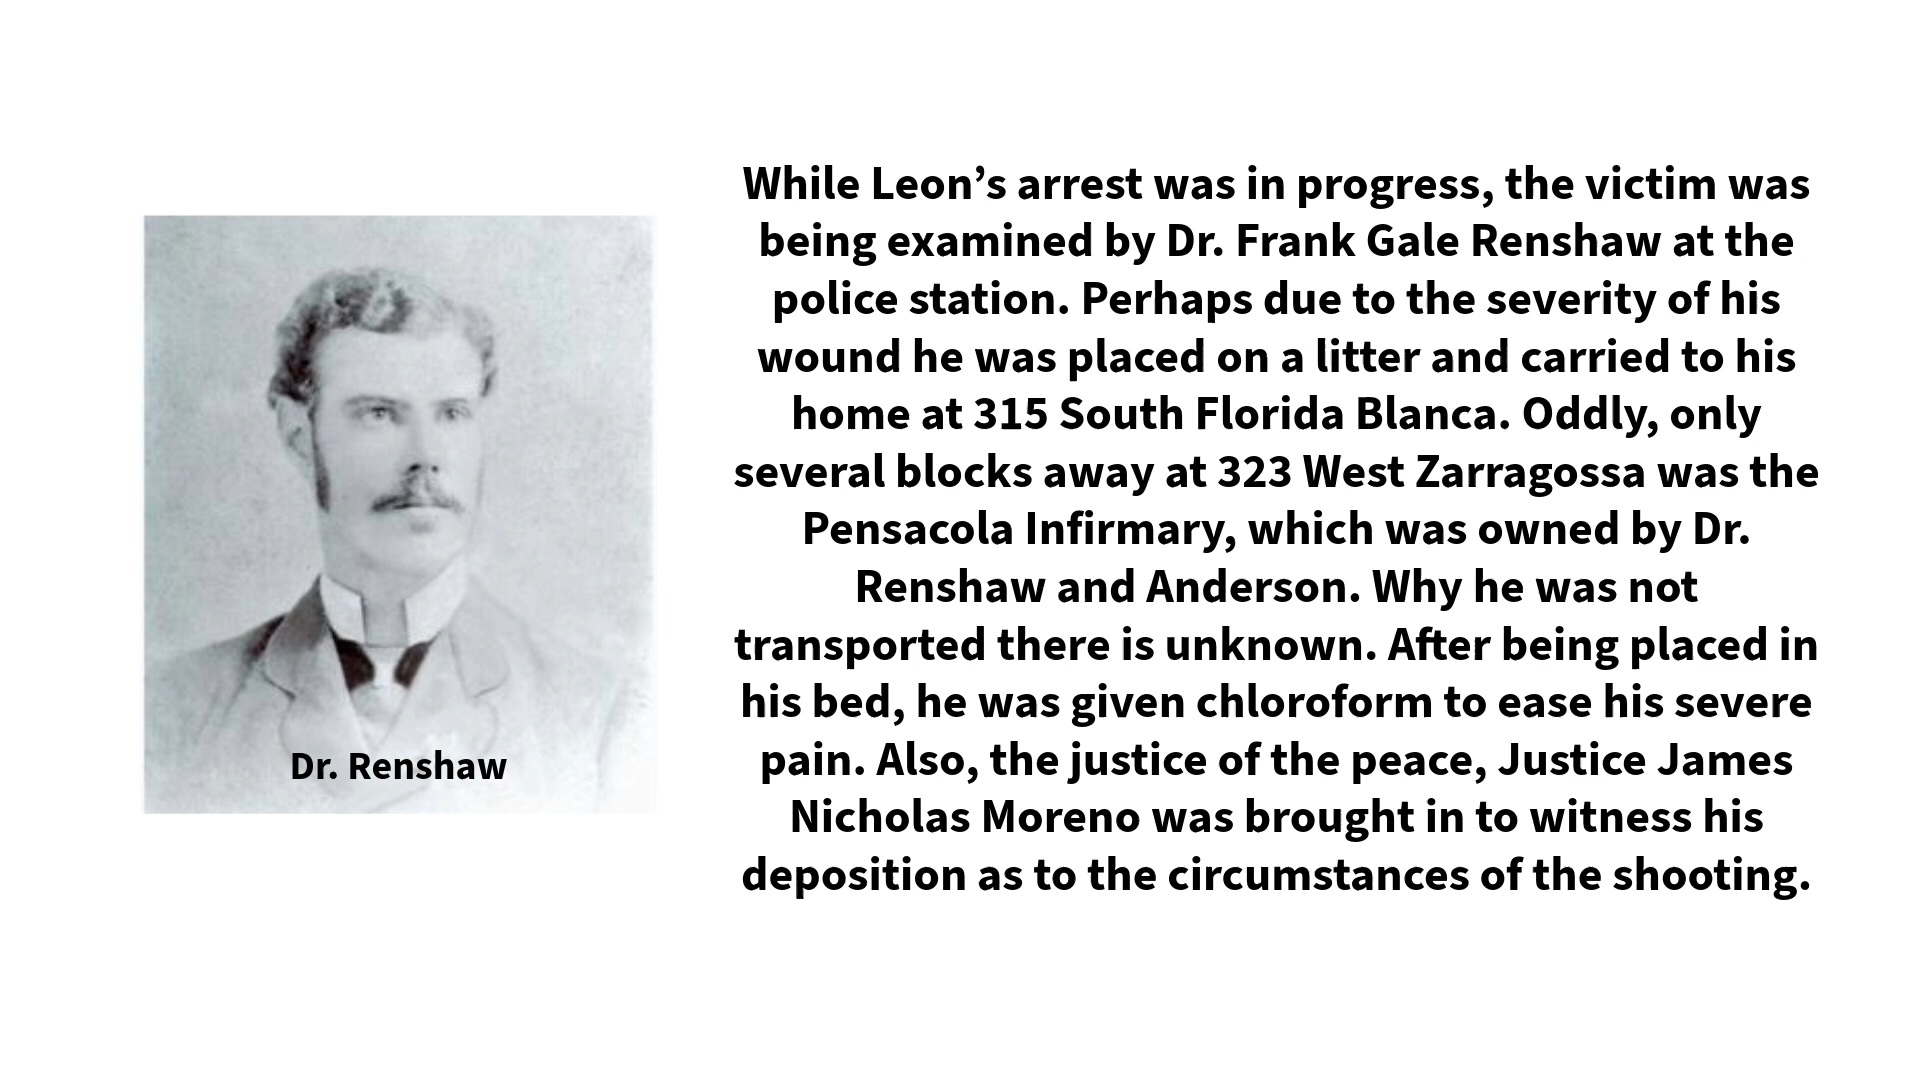 While Leon’s arrest was in progress, the victim was
being examined by Dr. Frank Gale Renshaw at the
police station. Perhaps due to the severity of his
wound he was placed on a litter and carried to his
home at 315 South Florida Blanca. Oddly, only
several blocks away at 323 West Zarragossa was the
Pensacola Infirmary, which was owned by Dr.
Renshaw and Anderson. Why he was not
transported there is unknown. After being placed in
his bed, he was given chloroform to ease his severe
pain. Also, the justice of the peace, Justice James
Nicholas Moreno was brought in to witness his
deposition as to the circumstances of the shooting.
Dr. Renshaw